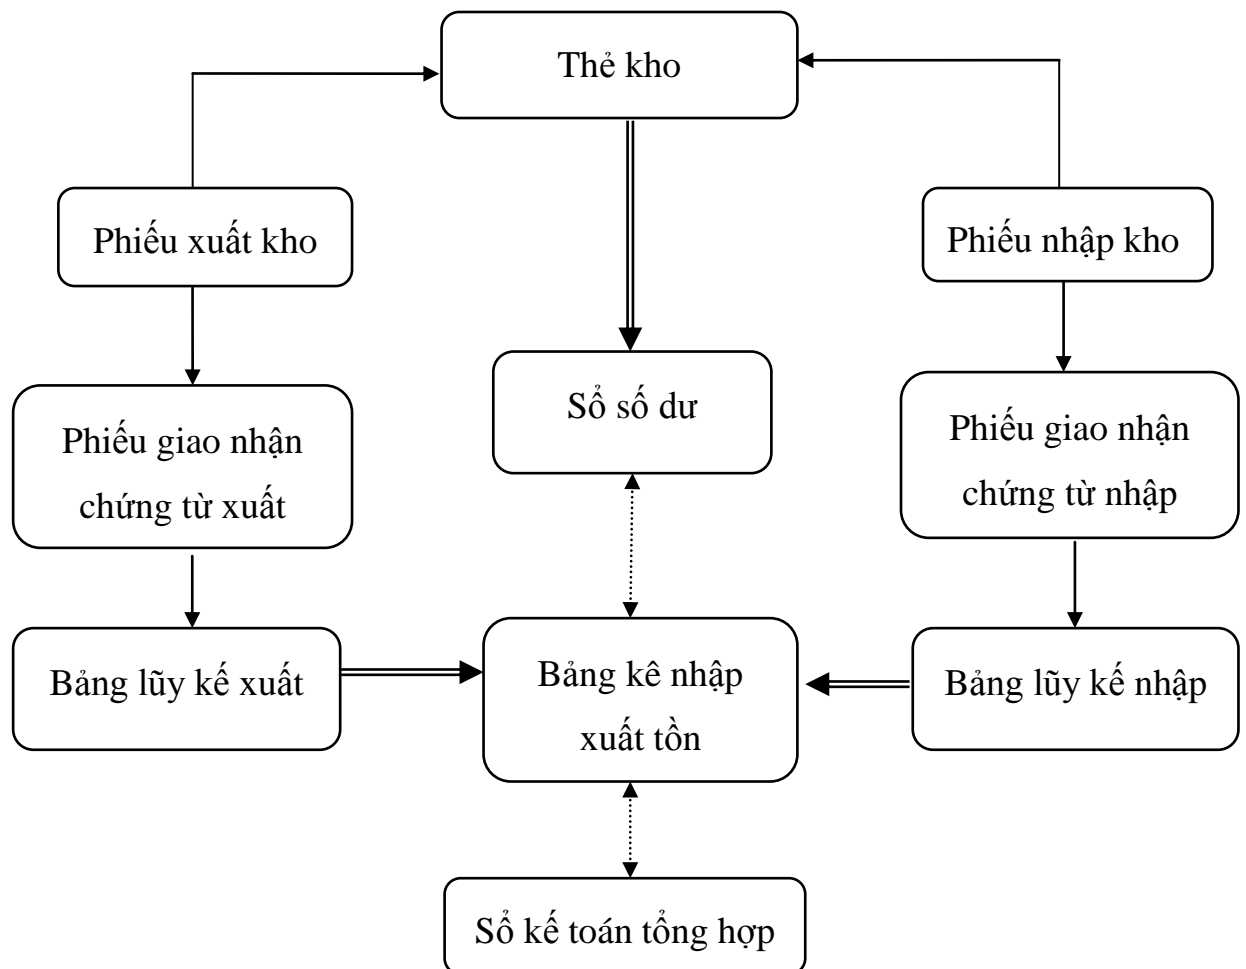 Thẻ kho
Phiếu xuất kho
Phiếu nhập kho
Sổ số dư
Phiếu giao nhận
chứng từ xuất
Phiếu giao nhận
chứng từ nhập
Bảng lũy kế xuất
Bảng kê nhập
xuất tồn
Bảng lũy kế nhập
Sổ kế toán tổng hợp